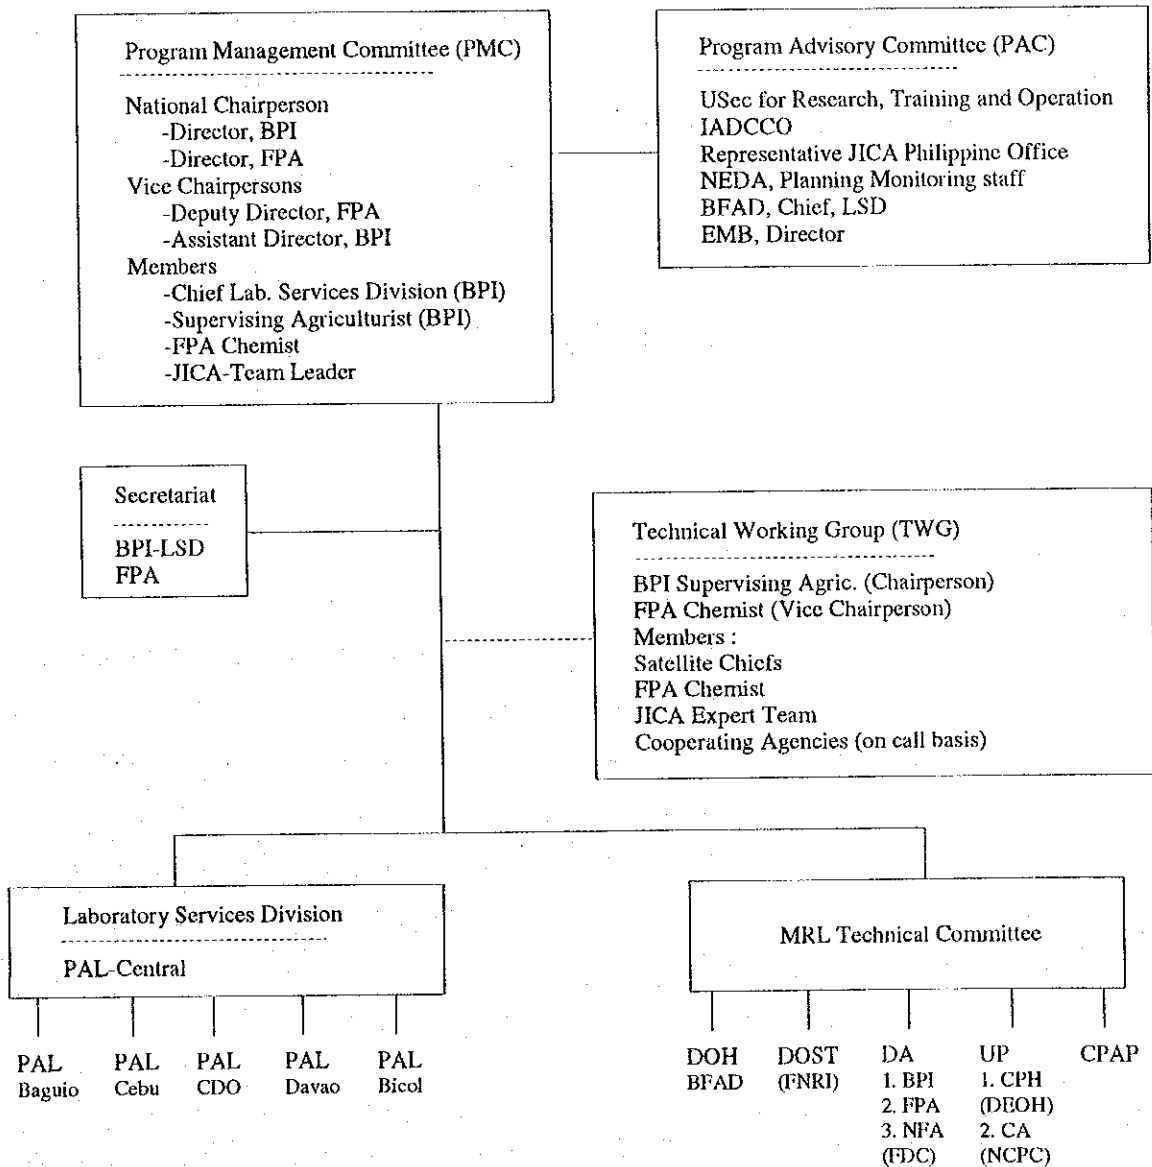 Program Management Committee (PMC)
National Chairperson
-Director, BPI
-Director, FPA
Vice Chairpersons
-Deputy Director, FPA
-Assistant Director, BPI
Members
-Chief Lab. Services Division (BPI)
-Supervising Agriculturist (BPI)
-FPA Chemist
-JICA-Team Leader
Program Advisory Committee (PAC)
USec for Research, Training and Operation
IADCCO
Representative JICA Philippine Office
NEDA, Planning Monitoring staff
BFAD, Chief, LSD
EMB, Director
Secretariat
BPI-LSD
FPA
Technical Working Group (TWG)
BPI Supervising Agric. (Chairperson)
FPA Chemist (Vice Chairperson)
Members :
Satellite Chiefs
FPA Chemist
JICA Expert Team
Cooperating Agencies (on call basis)
Laboratory Services Division
PAL-Central
MRL Technical Committee
PAL
Baguio
PAL
Cebu
PAL
CDO
PAL
Davao
PAL
Bicol
DOH
BFAD
DOST
(FNRI)
DA
1. BPI
2. FPA
3. NFA
(FDC)
UP
1. CPH
(DEOH)
2. CA
(NCPC)
CPAP